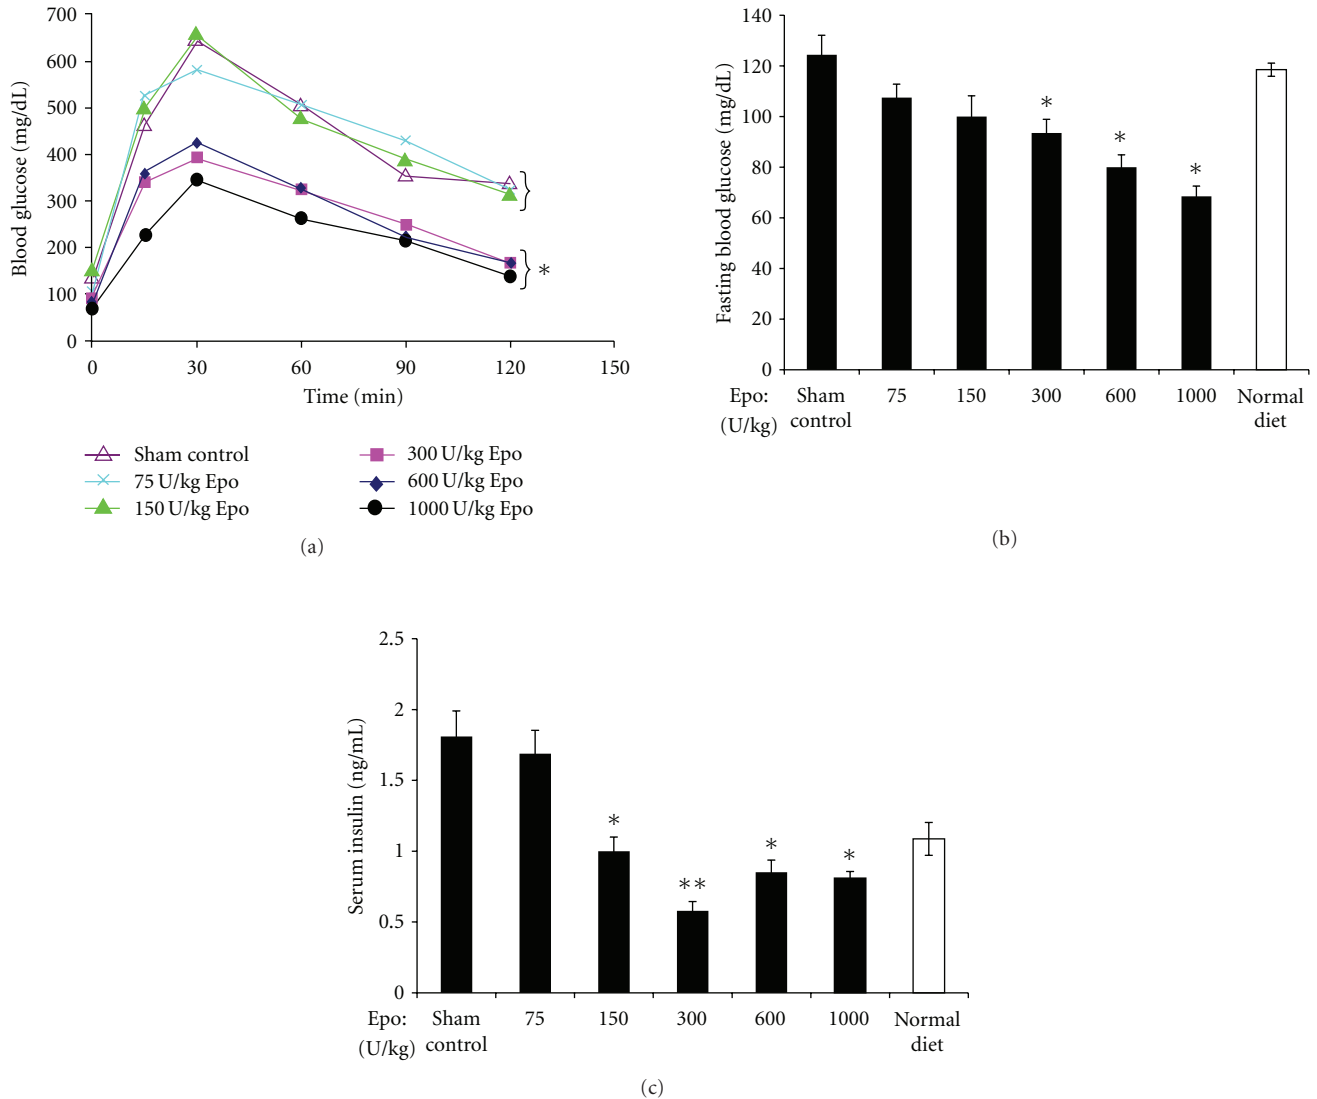 700
600
500
400
300
200
100
0
Blood glucose (mg/dL)
0 30 60 90 120 150
Time (min)
*
Sham control
75 U/kg Epo
150 U/kg Epo
300 U/kg Epo
600 U/kg Epo
1000 U/kg Epo
(a)
140
120
100
80
60
40
20
0
Fasting blood glucose (mg/dL)
* * *
Epo: Sham 75 150 300 600 1000 Normal
(U/kg) control diet
(b)
2.5
2
1.5
1
0.5
0
Serum insulin (ng/mL)
* ** * *
Epo: Sham 75 150 300 600 1000 Normal
(U/kg) control diet
(c)